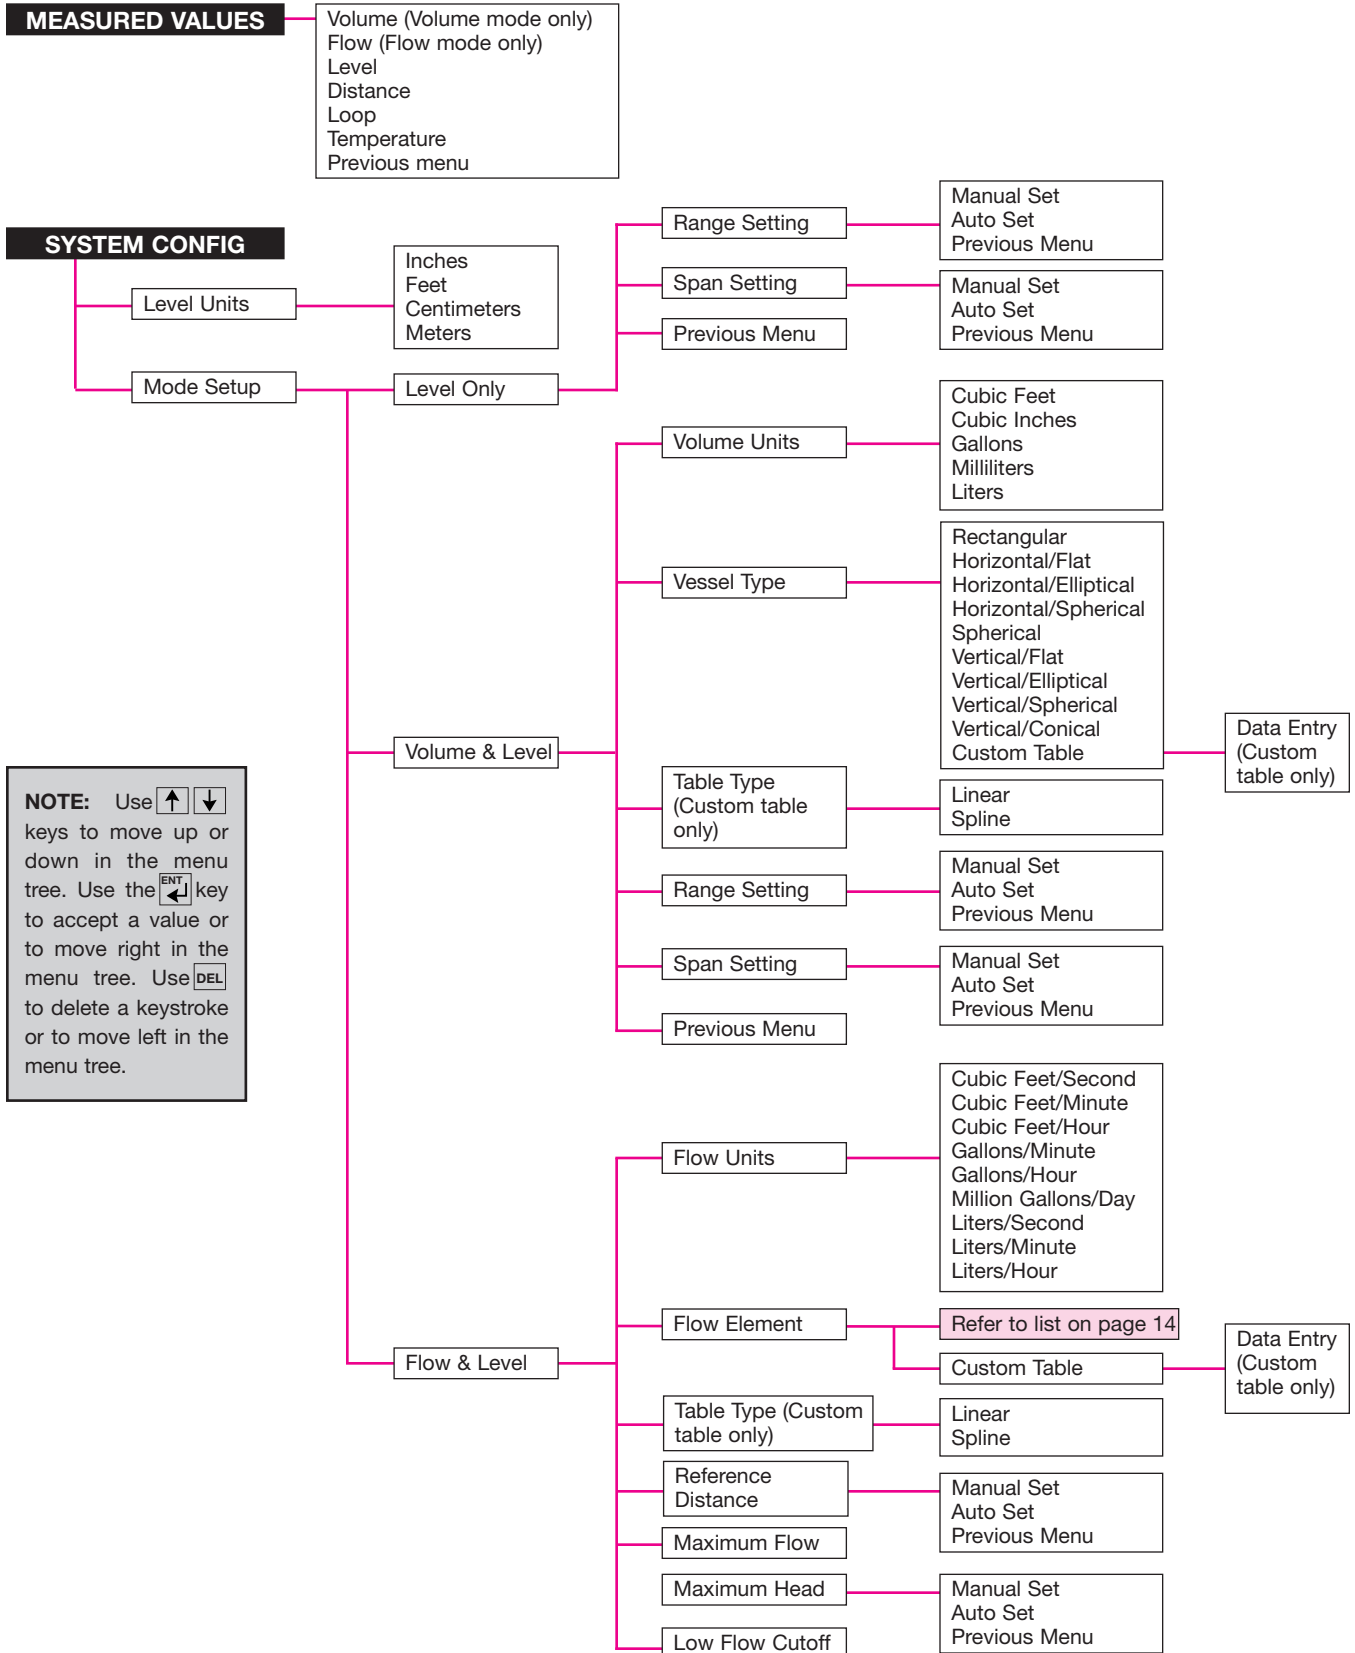 MEASURED VALUES
Volume (Volume mode only)
Flow (Flow mode only)
Level
Distance
Loop
Temperature
Previous menu
SYSTEM CONFIG
Level Units
Inches
Feet
Centimeters
Meters
Mode Setup
Level Only
Range Setting
Manual Set
Auto Set
Previous Menu
Span Setting
Manual Set
Auto Set
Previous Menu
Previous Menu
Volume & Level
Volume Units
Cubic Feet
Cubic Inches
Gallons
Milliliters
Liters
Vessel Type
Rectangular
Horizontal/Flat
Horizontal/Elliptical
Horizontal/Spherical
Spherical
Vertical/Flat
Vertical/Elliptical
Vertical/Spherical
Vertical/Conical
Custom Table
Data Entry
(Custom
table only)
Table Type
(Custom table
only)
Linear
Spline
Range Setting
Manual Set
Auto Set
Previous Menu
Span Setting
Manual Set
Auto Set
Previous Menu
Previous Menu
NOTE: Use ↑ ↓
keys to move up or
down in the menu
tree. Use the ENT ↵ key
to accept a value or
to move right in the
menu tree. Use DEL
to delete a keystroke
or to move left in the
menu tree.
Flow & Level
Flow Units
Cubic Feet/Second
Cubic Feet/Minute
Cubic Feet/Hour
Gallons/Minute
Gallons/Hour
Million Gallons/Day
Liters/Second
Liters/Minute
Liters/Hour
Flow Element
Refer to list on page 14
Custom Table
Data Entry
(Custom
table only)
Table Type (Custom
table only)
Linear
Spline
Reference
Distance
Manual Set
Auto Set
Previous Menu
Maximum Flow
Maximum Head
Manual Set
Auto Set
Previous Menu
Low Flow Cutoff